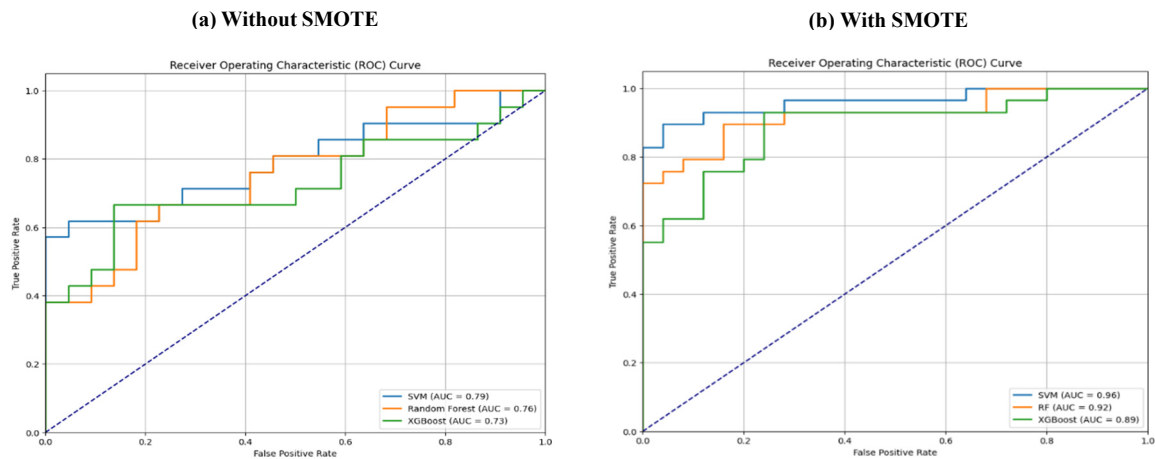 (a) Without SMOTE
Receiver Operating Characteristic (ROC) Curve
1.0
0.8
0.6
0.4
0.2
0.0
True Positive Rate
0.0 0.2 0.4 0.6 0.8 1.0
False Positive Rate
SVM (AUC = 0.79)
Random Forest (AUC = 0.76)
XGBoost (AUC = 0.73)
(b) With SMOTE
Receiver Operating Characteristic (ROC) Curve
1.0
0.8
0.6
0.4
0.2
0.0
True Positive Rate
0.0 0.2 0.4 0.6 0.8 1.0
False Positive Rate
SVM (AUC = 0.96)
RF (AUC = 0.92)
XGBoost (AUC = 0.89)